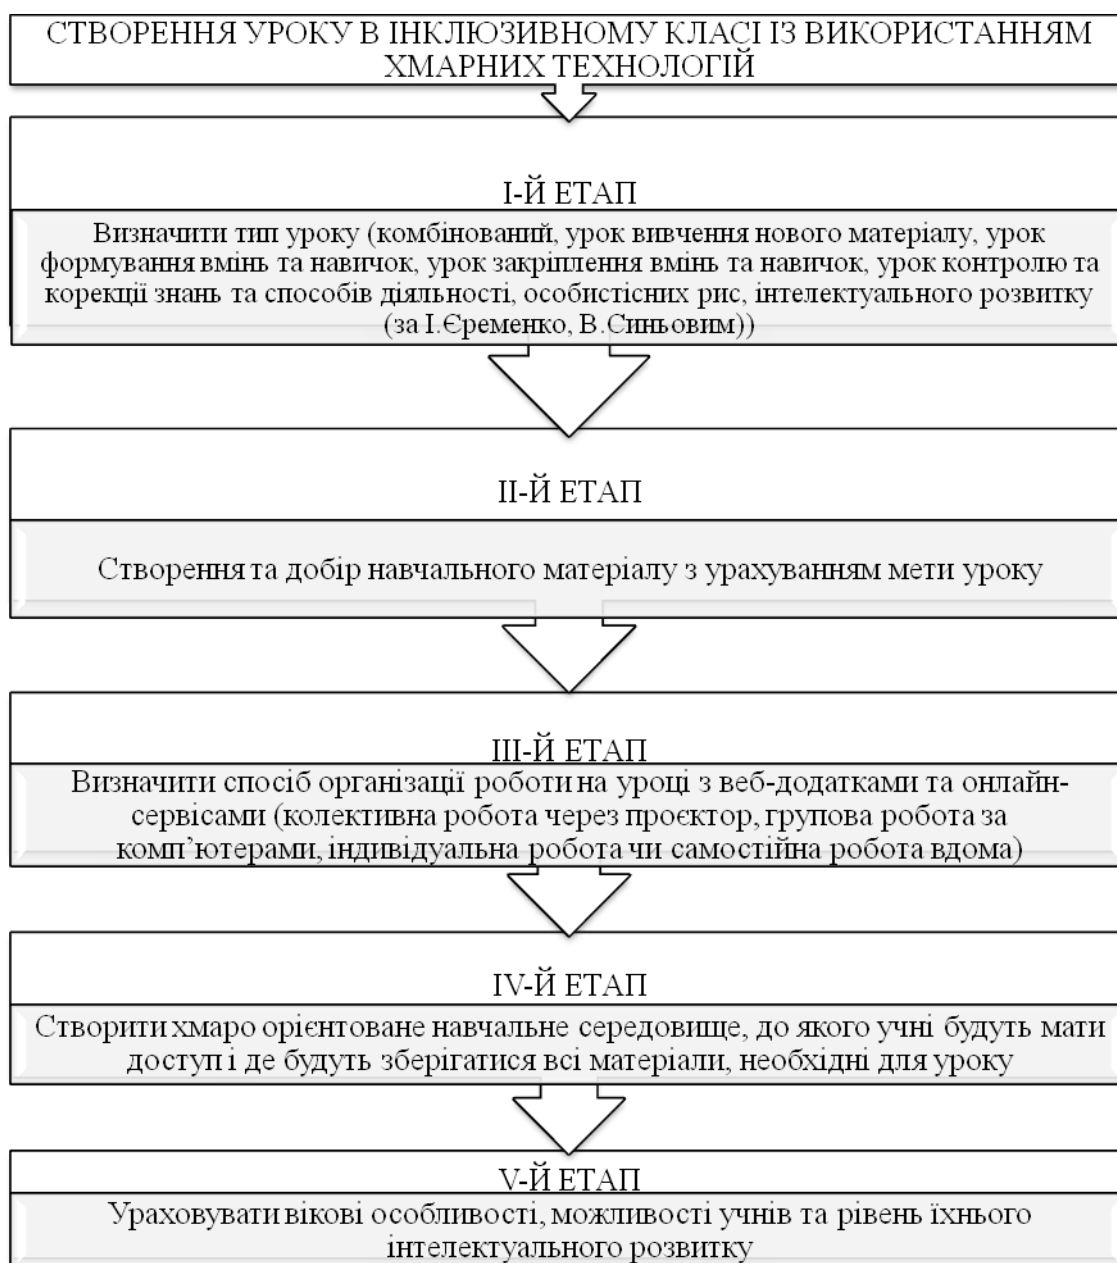 СТВОРЕННЯ УРОКУ В ІНКЛЮЗИВНОМУ КЛАСІ ІЗ ВИКОРИСТАННЯМ
ХМАРНИХ ТЕХНОЛОГІЙ
І-Й ЕТАП
Визначити тип уроку (комбінований, урок вивчення нового матеріалу, урок
формування вмінь та навичок, урок закріплення вмінь та навичок, урок контролю та
корекції знань та способів діяльності, особистісних рис, інтелектуального розвитку
(за І.Єременко, В.Синьовим))
ІІ-Й ЕТАП
Створення та добір навчального матеріалу з урахуванням мети уроку
ІІІ-Й ЕТАП
Визначити спосіб організації роботи на уроці з веб-додатками та онлайн-
сервісами (колективна робота через проєктор, групова робота за
комп’ютерами, індивідуальна робота чи самостійна робота вдома)
IV-Й ЕТАП
Створити хмаро орієнтоване навчальне середовище, до якого учні будуть мати
доступ і де будуть зберігатися всі матеріали, необхідні для уроку
V-Й ЕТАП
Ураховувати вікові особливості, можливості учнів та рівень їхнього
інтелектуального розвитку